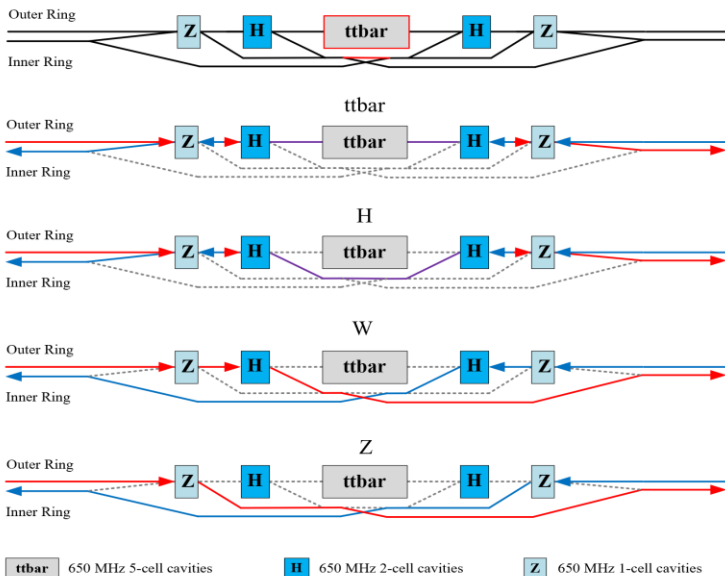 Outer Ring
Z H ttbar H Z
Inner Ring
ttbar
Outer Ring
Z H ttbar H Z
Inner Ring
H
Outer Ring
Z H ttbar H Z
Inner Ring
W
Outer Ring
Z H ttbar H Z
Inner Ring
Z
Outer Ring
Z H ttbar H Z
Inner Ring
ttbar 650 MHz 5-cell cavities H 650 MHz 2-cell cavities Z 650 MHz 1-cell cavities